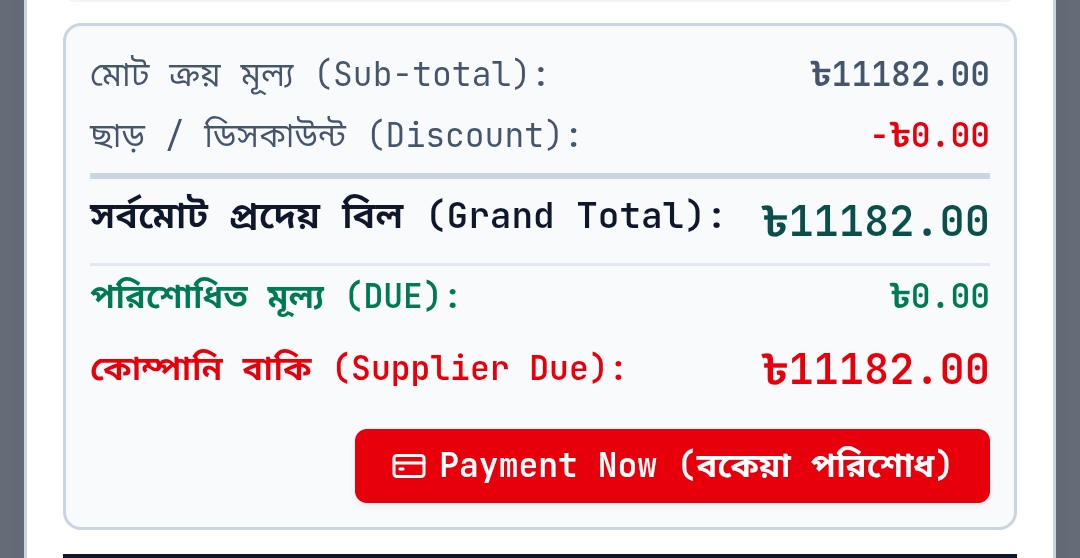 মোট ক্রয় মূল্য (Sub-total): ৳11182.00
ছাড় / ডিসকাউন্ট (Discount): -৳0.00
সর্বমোট প্রদেয় বিল (Grand Total): ৳11182.00
পরিশোধিত মূল্য (DUE): ৳0.00
কোম্পানি বাকি (Supplier Due): ৳11182.00
Payment Now (বকেয়া পরিশোধ)